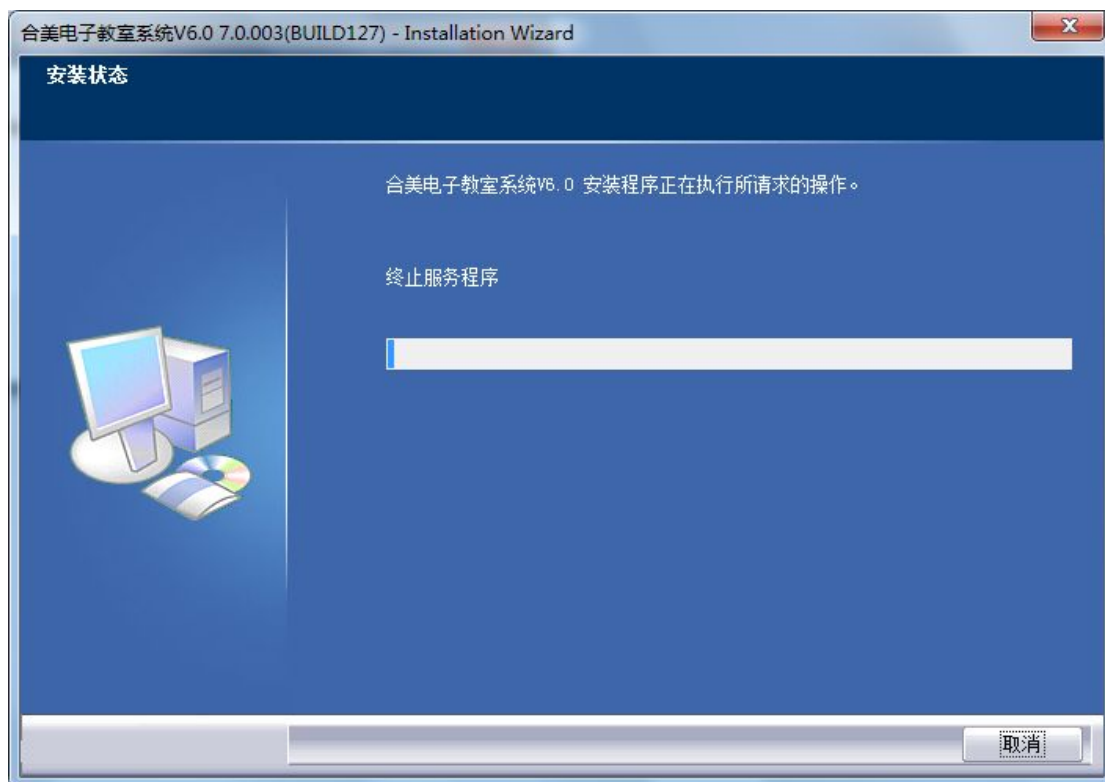 合美电子教室系统V6.0 7.0.003(BUILD127) - Installation Wizard
安装状态
合美电子教室系统V6.0 安装程序正在执行所请求的操作。
终止服务程序
取消